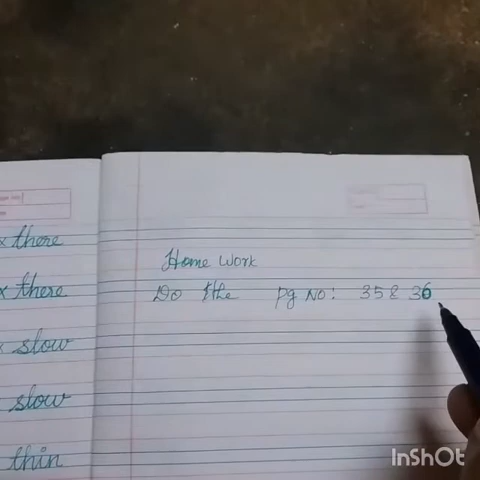 × there
× there
× slow
slow
thin
Home Work
Do the pg No: 35 & 36
InShOt